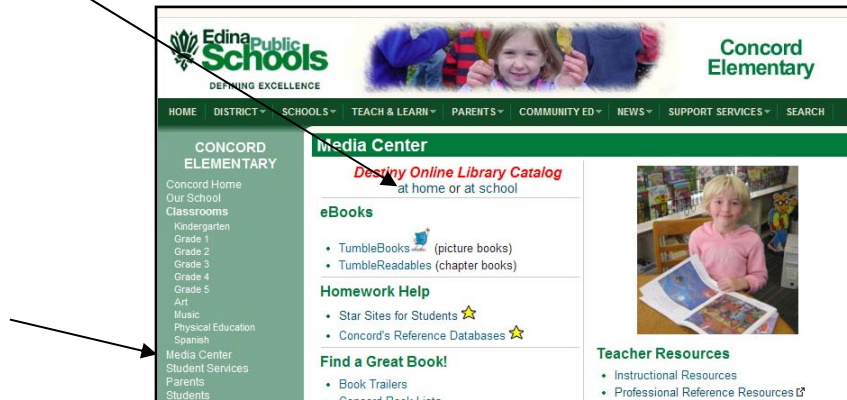 Edina Public
Schools
DEFINING EXCELLENCE
Concord
Elementary
HOME DISTRICT SCHOOLS TEACH & LEARN PARENTS COMMUNITY ED NEWS SUPPORT SERVICES SEARCH
CONCORD
ELEMENTARY
Concord Home
Our School
Classrooms
Kindergarten
Grade 1
Grade 2
Grade 3
Grade 4
Grade 5
Art
Music
Physical Education
Spanish
Media Center
Student Services
Parents
Students
Media Center
Destiny Online Library Catalog
at home or at school
eBooks
TumbleBooks (picture books)
TumbleReadables (chapter books)
Homework Help
Star Sites for Students
Concord's Reference Databases
Find a Great Book!
Book Trailers
Concord Book Lists
Teacher Resources
Instructional Resources
Professional Reference Resources